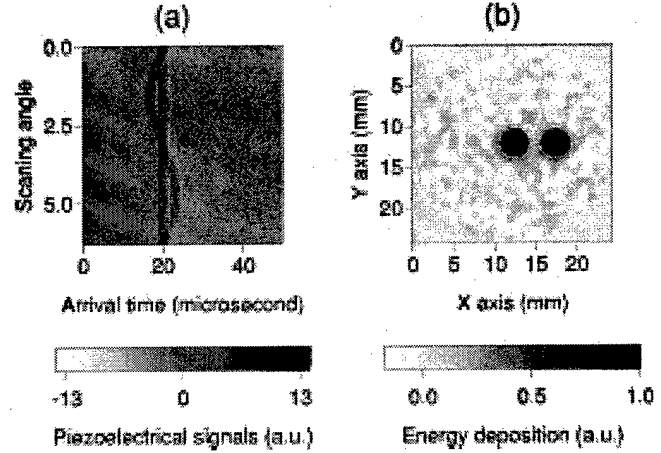 (a)
0.0
2.5
5.0
Scaning angle
0 20 40
Arrival time (microsecond)
-13 0 13
Piezoelectrical signals (a.u.)
(b)
0
5
10
15
20
Y axis (mm)
0 5 10 15 20
X axis (mm)
0.0 0.5 1.0
Energy deposition (a.u.)